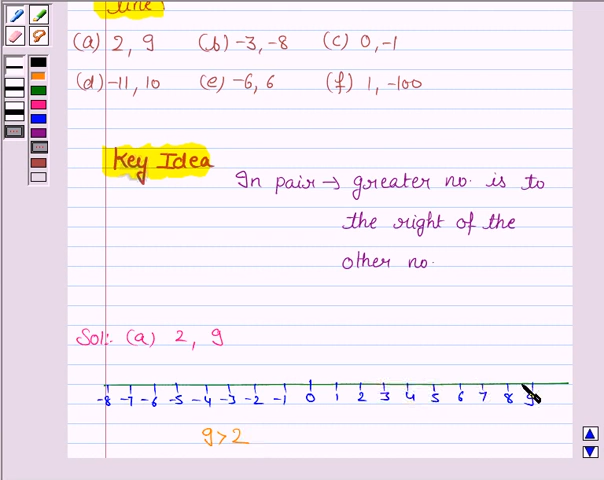 line
(a) 2, 9 (b) -3, -8 (c) 0, -1
(d) -11, 10 (e) -6, 6 (f) 1, -100
Key Idea
In pair → greater no. is to
the right of the
other no.
Sol: (a) 2, 9
-8 -7 -6 -5 -4 -3 -2 -1 0 1 2 3 4 5 6 7 8 9
9 > 2